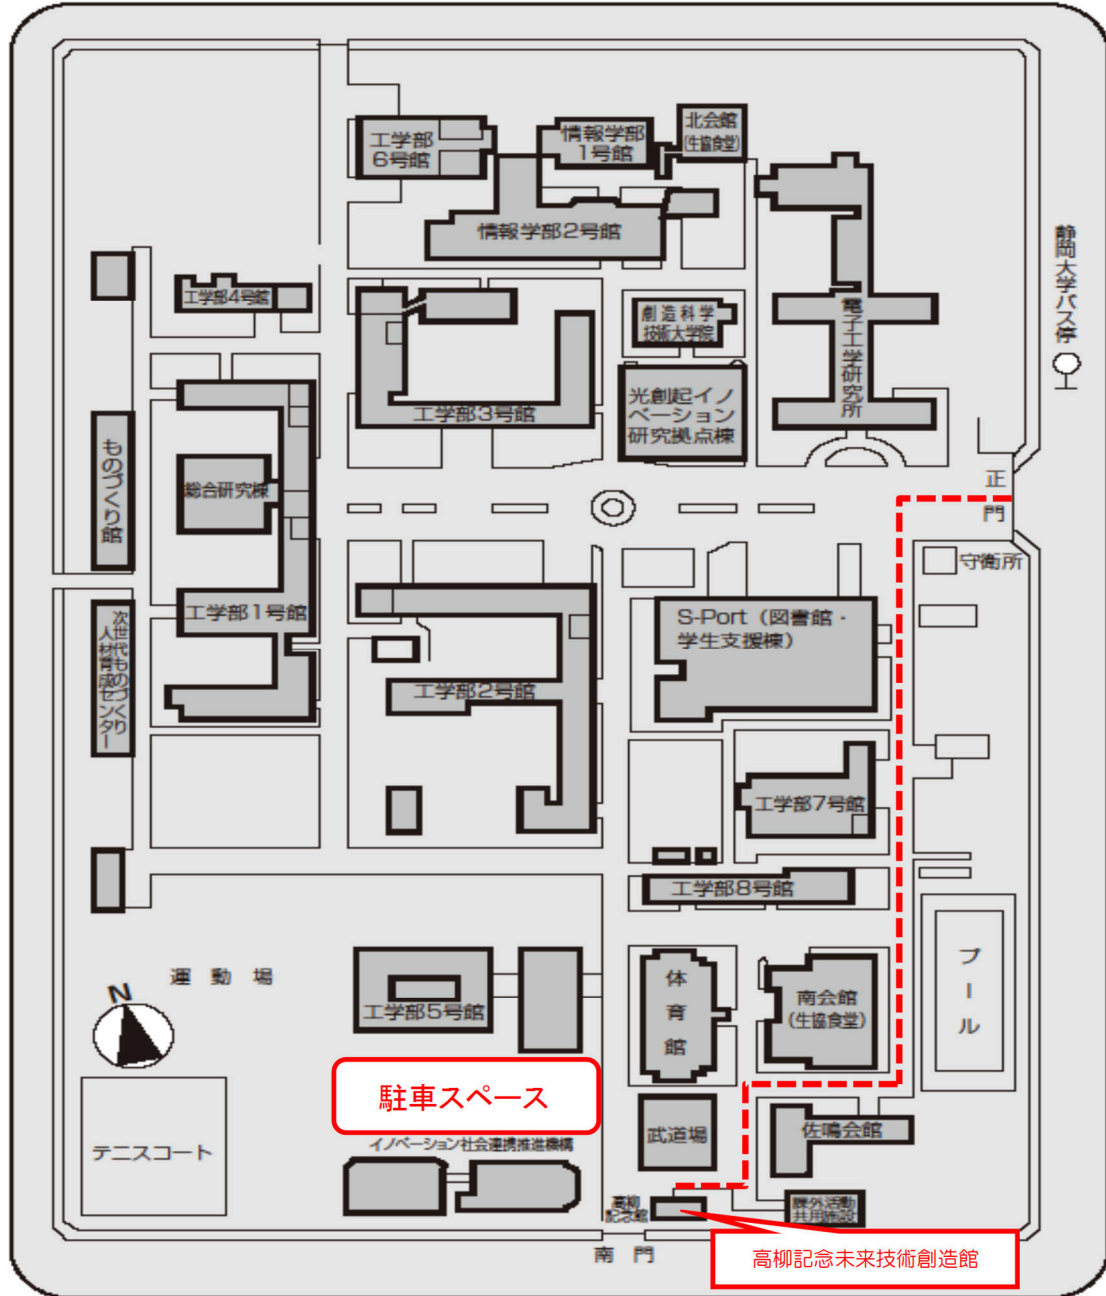 工学部
6号館
情報学部
1号館
北会館
(生協食堂)
情報学部2号館
静岡大学バス停
工学部4号館
創造科学
技術大学院
電子工学研究所
工学部3号館
光創起イノ
ベーション
研究拠点棟
ものづくり館
総合研究棟
正門
守衛所
次世代ものづくり
人材育成センター
工学部1号館
S-Port（図書館・
学生支援棟）
工学部2号館
工学部7号館
工学部8号館
運動場
N
工学部5号館
体育館
南会館
(生協食堂)
プール
駐車スペース
イノベーション社会連携推進機構
テニスコート
武道場
佐鳴会館
高柳
記念館
課外活動
共用施設
南門
高柳記念未来技術創造館